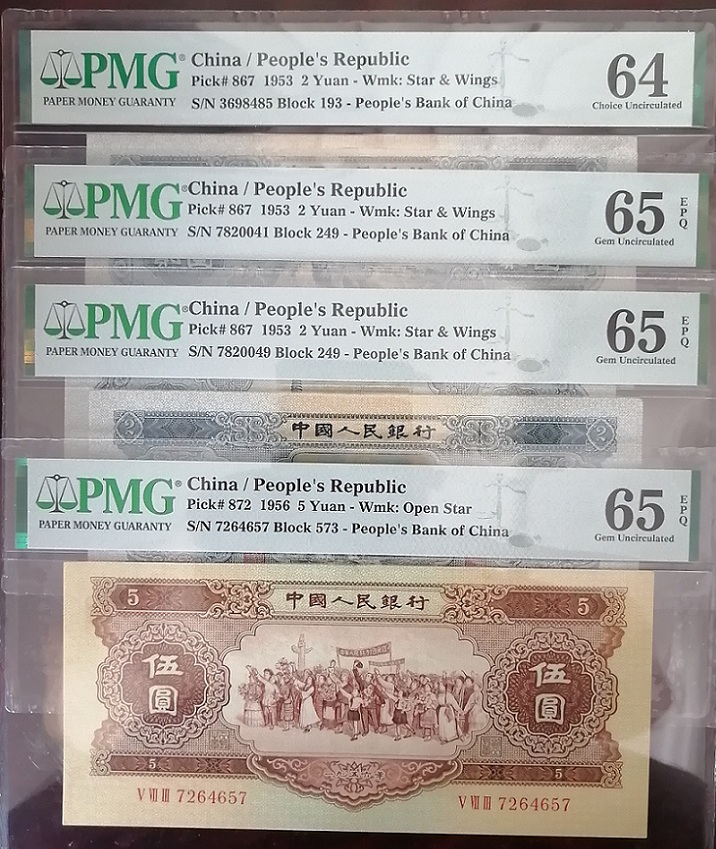 PMG®
PAPER MONEY GUARANTY
China / People's Republic
Pick# 867 1953 2 Yuan - Wmk: Star & Wings
S/N 3698485 Block 193 - People's Bank of China
64
Choice Uncirculated
PMG®
PAPER MONEY GUARANTY
China / People's Republic
Pick# 867 1953 2 Yuan - Wmk: Star & Wings
S/N 7820041 Block 249 - People's Bank of China
65
Gem Uncirculated
EPQ
PMG®
PAPER MONEY GUARANTY
China / People's Republic
Pick# 867 1953 2 Yuan - Wmk: Star & Wings
S/N 7820049 Block 249 - People's Bank of China
65
Gem Uncirculated
EPQ
2 中國人民銀行 2
PMG®
PAPER MONEY GUARANTY
China / People's Republic
Pick# 872 1956 5 Yuan - Wmk: Open Star
S/N 7264657 Block 573 - People's Bank of China
65
Gem Uncirculated
EPQ
5 中國人民銀行 5
伍圓 伍圓
5 5
V VII III 7264657 V VII III 7264657